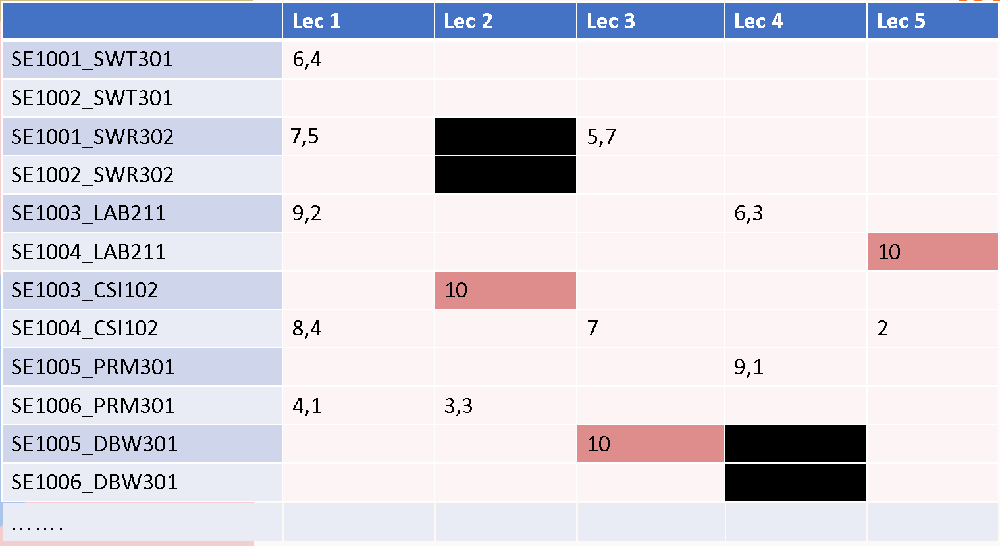 Lec 1 Lec 2 Lec 3 Lec 4 Lec 5
SE1001_SWT301 6,4
SE1002_SWT301
SE1001_SWR302 7,5 5,7
SE1002_SWR302
SE1003_LAB211 9,2 6,3
SE1004_LAB211 10
SE1003_CSI102 10
SE1004_CSI102 8,4 7 2
SE1005_PRM301 9,1
SE1006_PRM301 4,1 3,3
SE1005_DBW301 10
SE1006_DBW301
.......